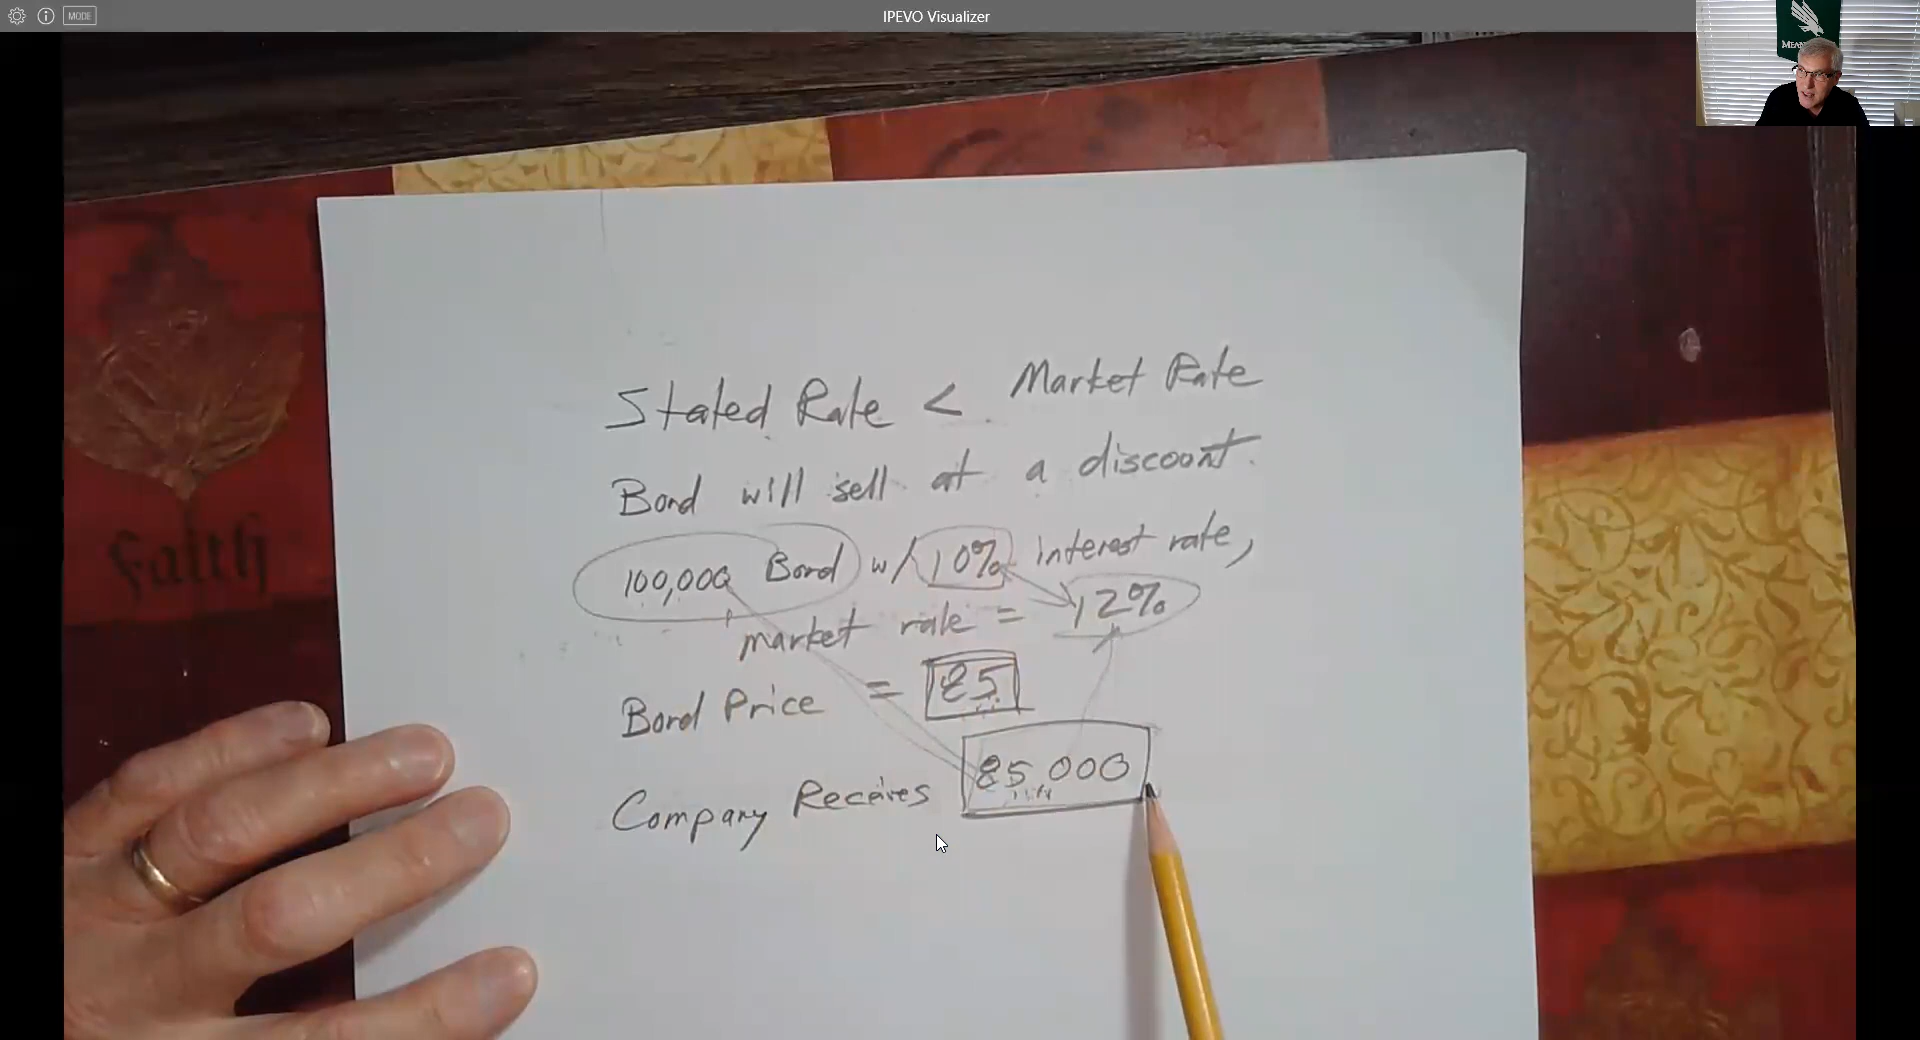 MODE
IPEVO Visualizer
MEAN
Stated Rate < Market Rate
Bond will sell at a discount.
100,000 Bond w/ 10% interest rate,
market rate = 12%
Bond Price = 85
Company Receives 85,000
faith